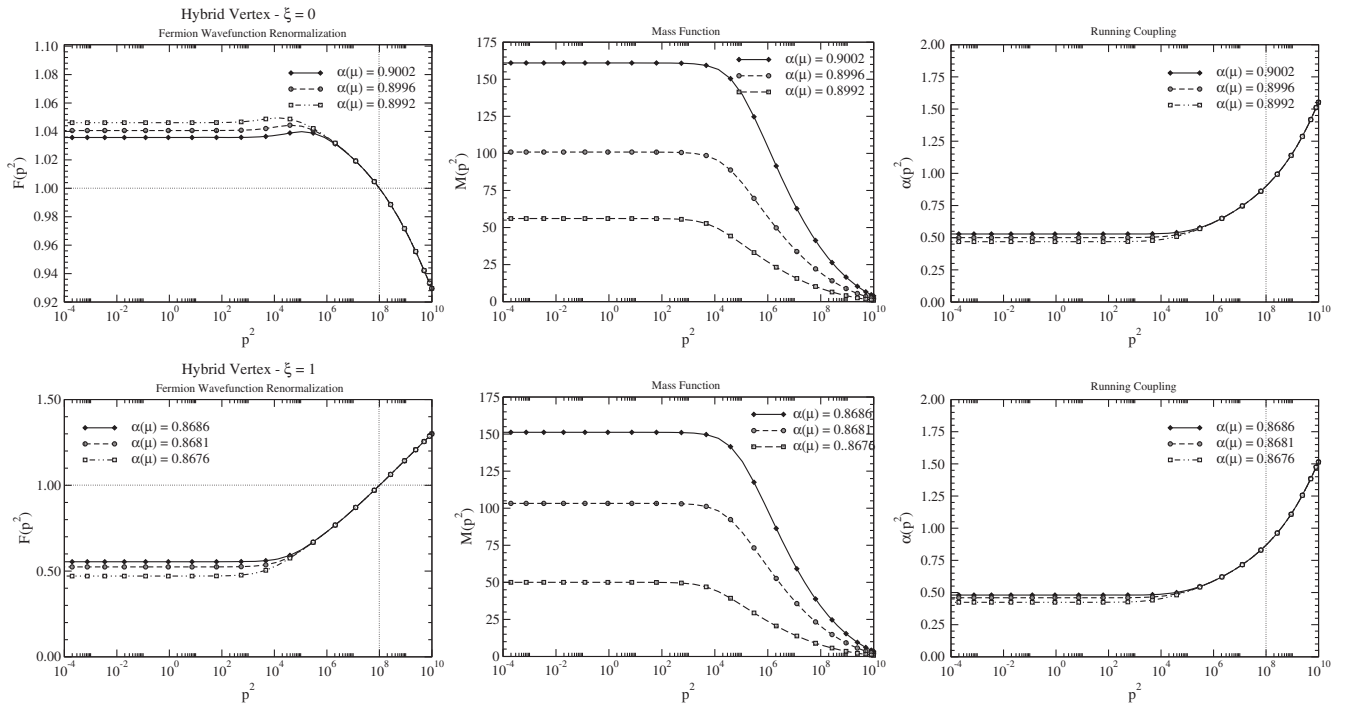 Hybrid Vertex - ξ = 0
Fermion Wavefunction Renormalization
α(μ) = 0.9002
α(μ) = 0.8996
α(μ) = 0.8992
F(p²)
1.10
1.08
1.06
1.04
1.02
1.00
0.98
0.96
0.94
0.92
10⁻⁴ 10⁻² 10⁰ 10² 10⁴ 10⁶ 10⁸ 10¹⁰
p²
Mass Function
α(μ) = 0.9002
α(μ) = 0.8996
α(μ) = 0.8992
M(p²)
175
150
125
100
75
50
25
0
10⁻⁴ 10⁻² 10⁰ 10² 10⁴ 10⁶ 10⁸ 10¹⁰
p²
Running Coupling
α(μ) = 0.9002
α(μ) = 0.8996
α(μ) = 0.8992
α(p²)
2.00
1.75
1.50
1.25
1.00
0.75
0.50
0.25
0.00
10⁻⁴ 10⁻² 10⁰ 10² 10⁴ 10⁶ 10⁸ 10¹⁰
p²
Hybrid Vertex - ξ = 1
Fermion Wavefunction Renormalization
α(μ) = 0.8686
α(μ) = 0.8681
α(μ) = 0.8676
F(p²)
1.50
1.00
0.50
0.00
10⁻⁴ 10⁻² 10⁰ 10² 10⁴ 10⁶ 10⁸ 10¹⁰
p²
Mass Function
α(μ) = 0.8686
α(μ) = 0.8681
α(μ) = 0..8676
M(p²)
175
150
125
100
75
50
25
0
10⁻⁴ 10⁻² 10⁰ 10² 10⁴ 10⁶ 10⁸ 10¹⁰
p²
Running Coupling
α(μ) = 0.8686
α(μ) = 0.8681
α(μ) = 0.8676
α(p²)
2.00
1.75
1.50
1.25
1.00
0.75
0.50
0.25
0.00
10⁻⁴ 10⁻² 10⁰ 10² 10⁴ 10⁶ 10⁸ 10¹⁰
p²